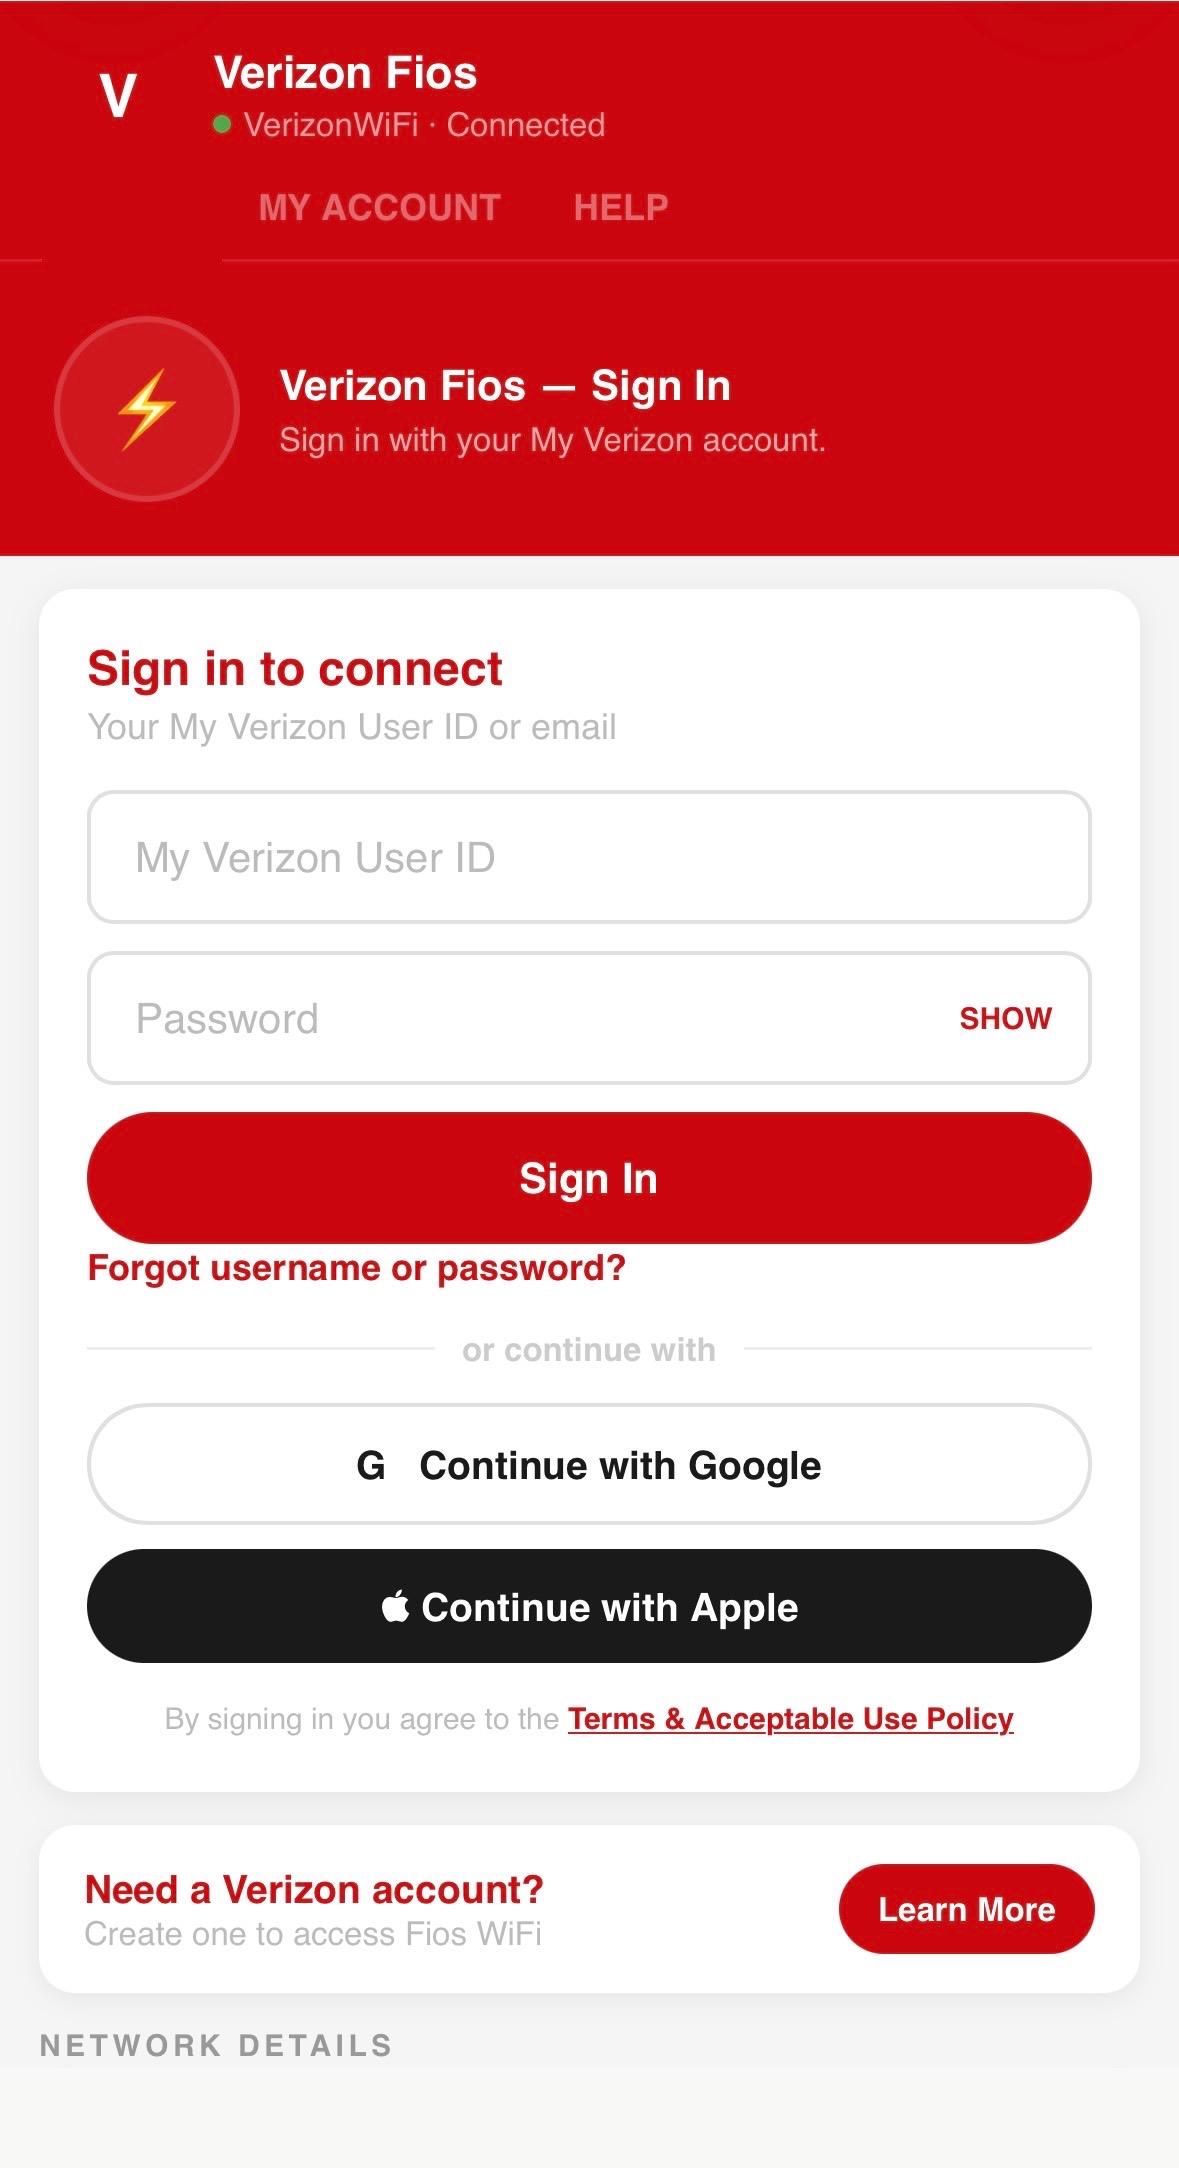 V
Verizon Fios
VerizonWiFi · Connected
MY ACCOUNT HELP
Verizon Fios — Sign In
Sign in with your My Verizon account.
Sign in to connect
Your My Verizon User ID or email
My Verizon User ID
Password SHOW
Sign In
Forgot username or password?
or continue with
G Continue with Google
Continue with Apple
By signing in you agree to the Terms & Acceptable Use Policy
Need a Verizon account?
Create one to access Fios WiFi
Learn More
NETWORK DETAILS